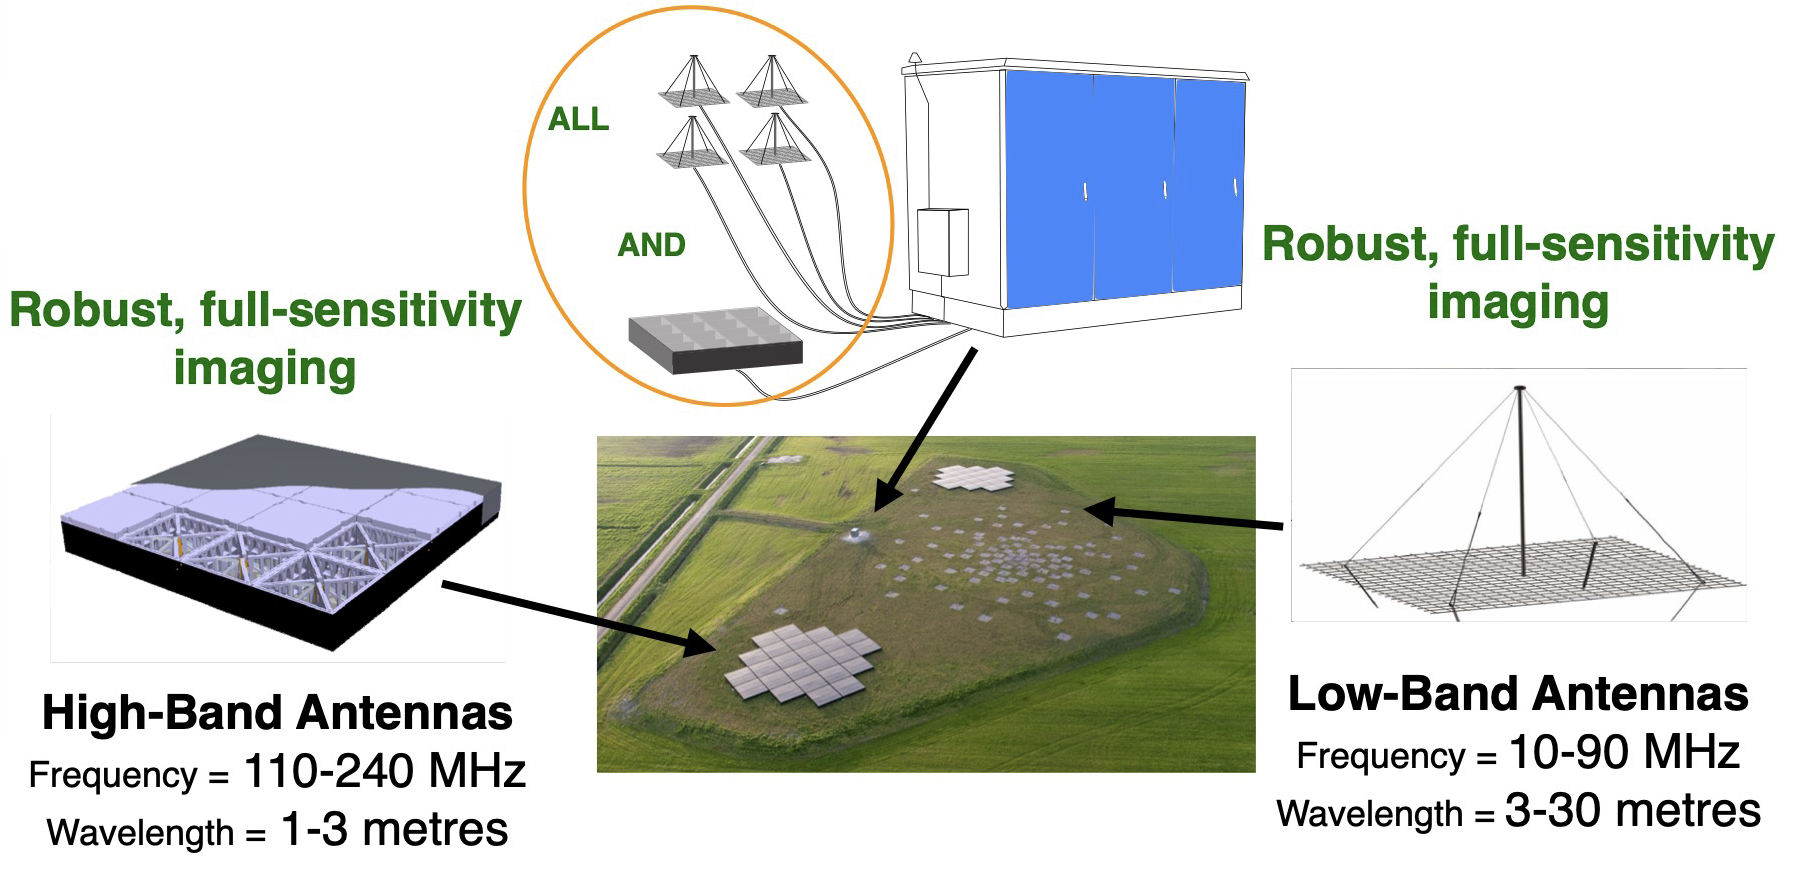 ALL
AND
Robust, full-sensitivity
imaging
High-Band Antennas
Frequency = 110-240 MHz
Wavelength = 1-3 metres
Robust, full-sensitivity
imaging
Low-Band Antennas
Frequency = 10-90 MHz
Wavelength = 3-30 metres